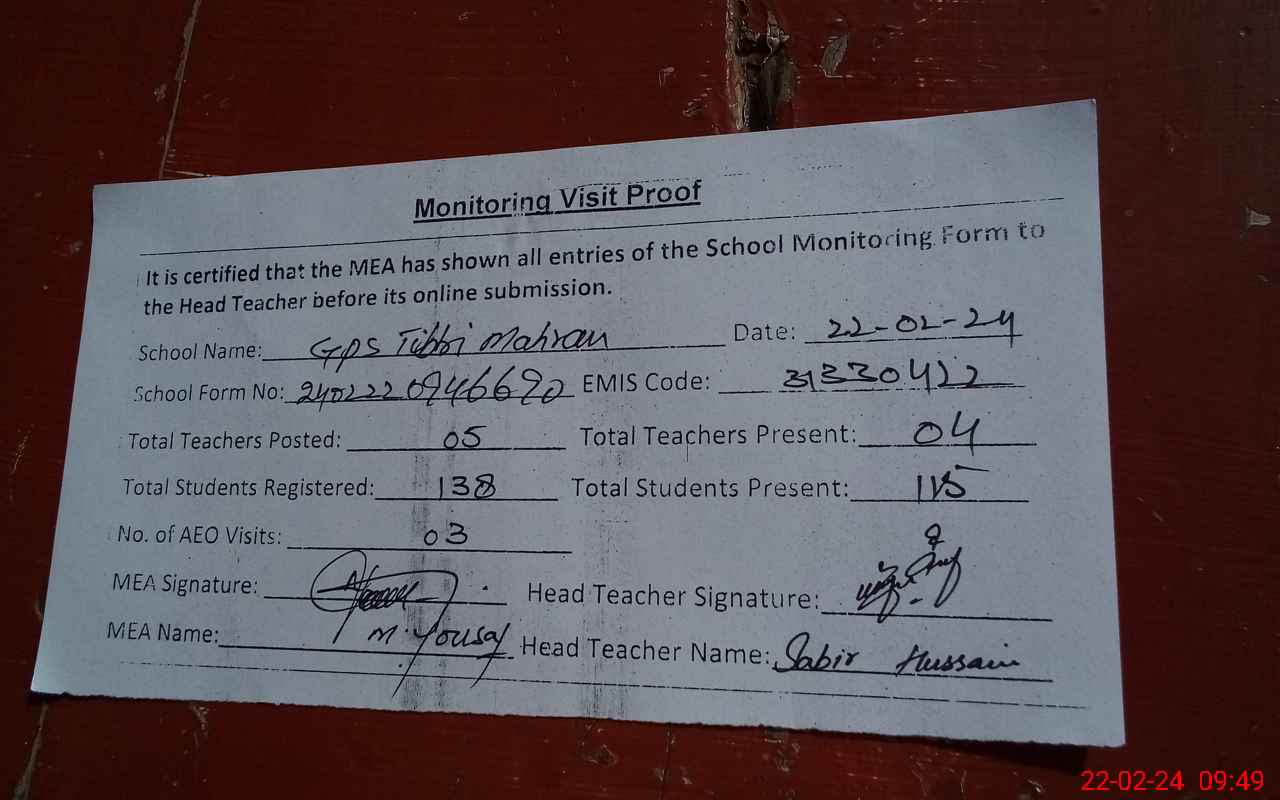 Monitoring Visit Proof
It is certified that the MEA has shown all entries of the School Monitoring Form to
the Head Teacher before its online submission.
School Name: GPS Tibbi Mahran Date: 22-02-24
School Form No: 240222 0946690 EMIS Code: 31330422
Total Teachers Posted: 05 Total Teachers Present: 04
Total Students Registered: 138 Total Students Present: 115
No. of AEO Visits: 03
MEA Signature: Head Teacher Signature:
MEA Name: M. Yousaf Head Teacher Name: Sabir Hussain
22-02-24 09:49